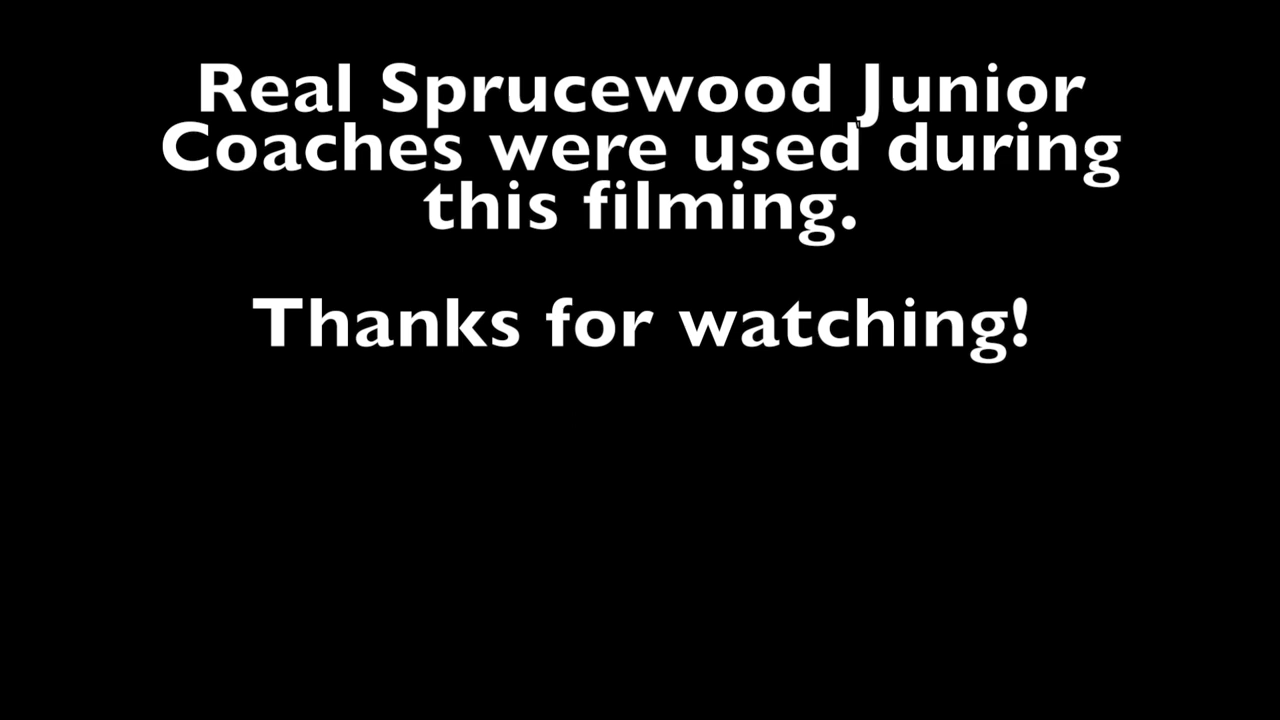 Real Sprucewood Junior
Coaches were used during
this filming.
Thanks for watching!